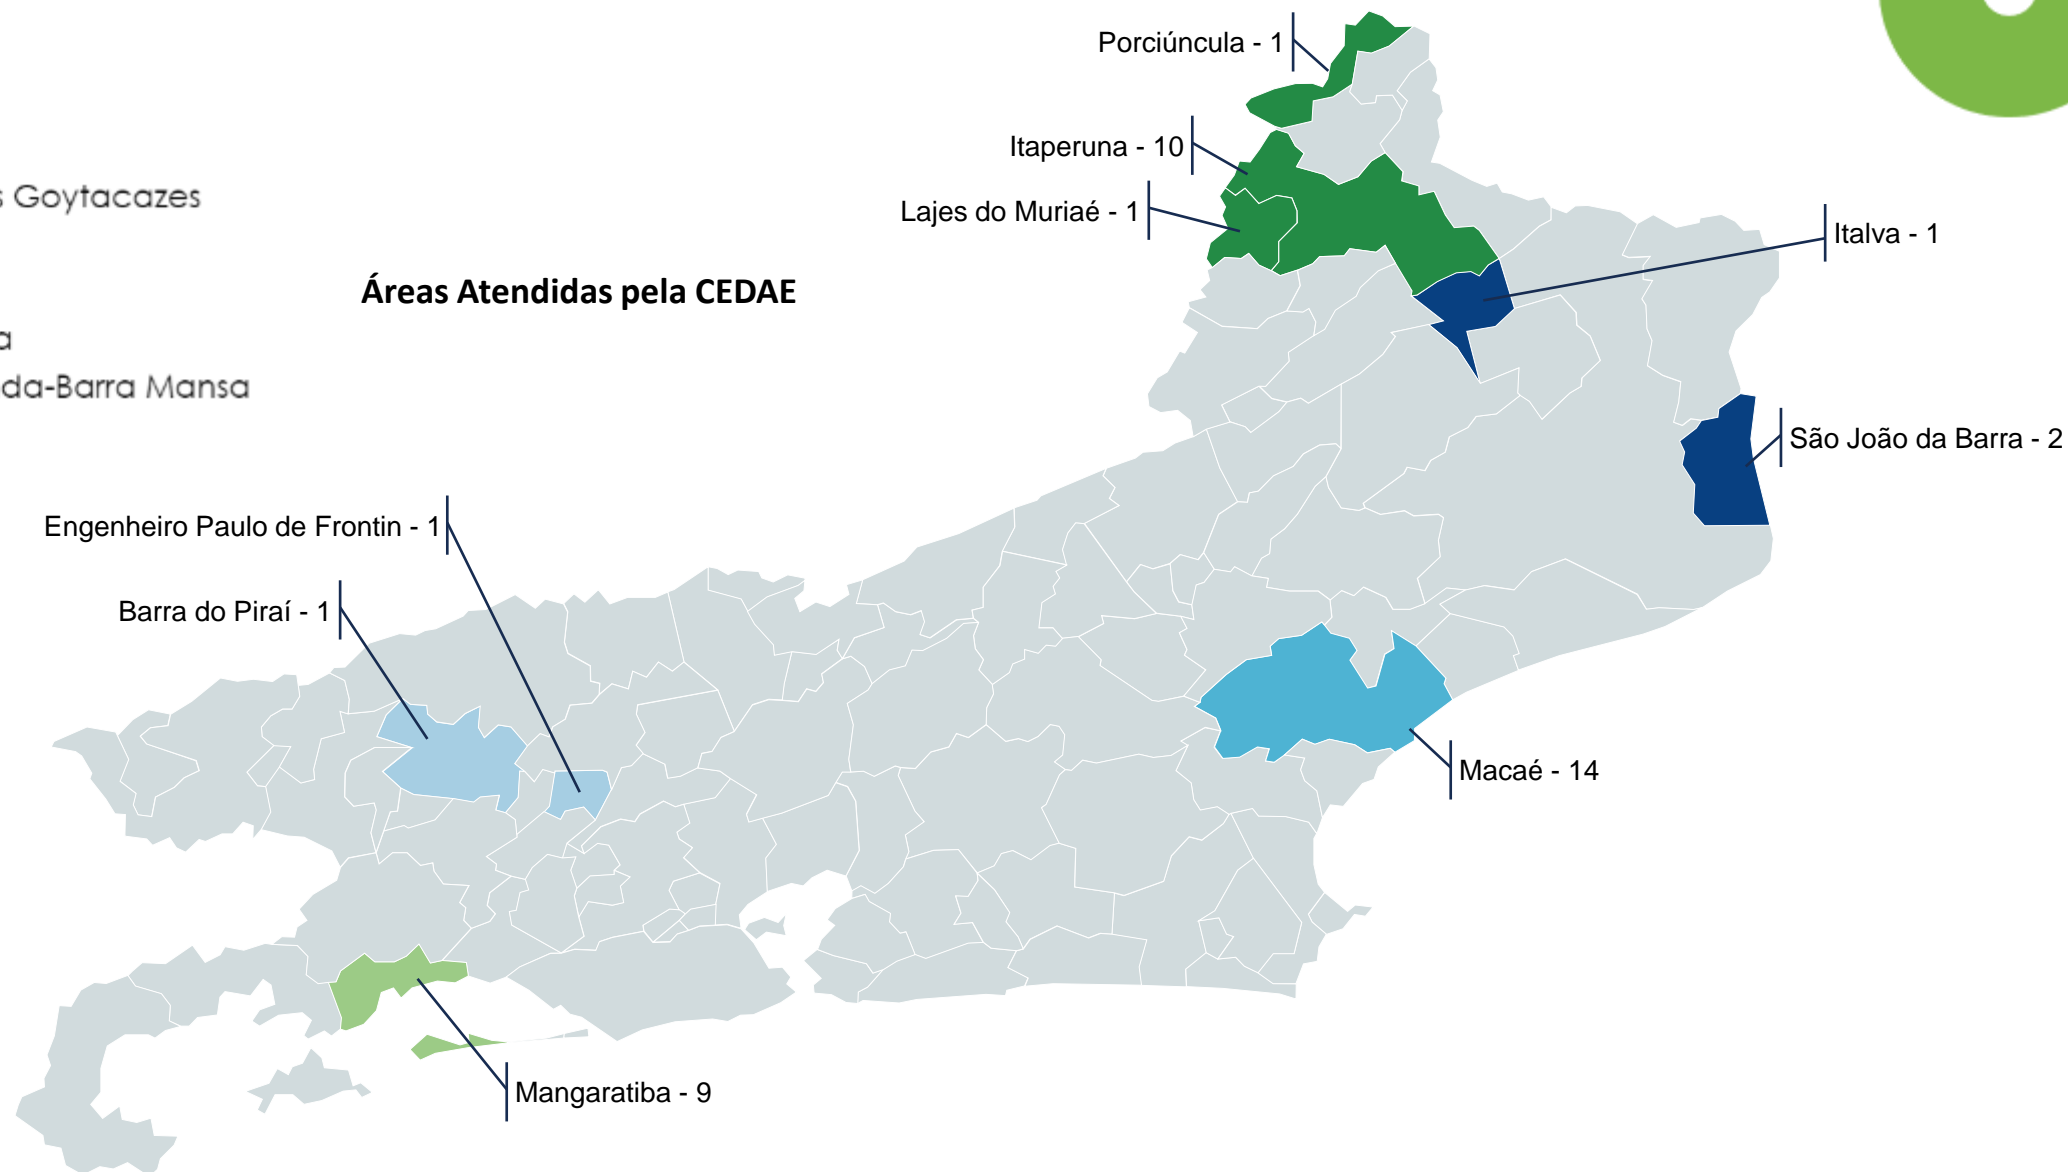 Porciúncula - 1
Itaperuna - 10
Goytacazes
Lajes do Muriaé - 1
Italva - 1
Áreas Atendidas pela CEDAE
da-Barra Mansa
São João da Barra - 2
Engenheiro Paulo de Frontin - 1
Barra do Piraí - 1
Macaé - 14
Mangaratiba - 9